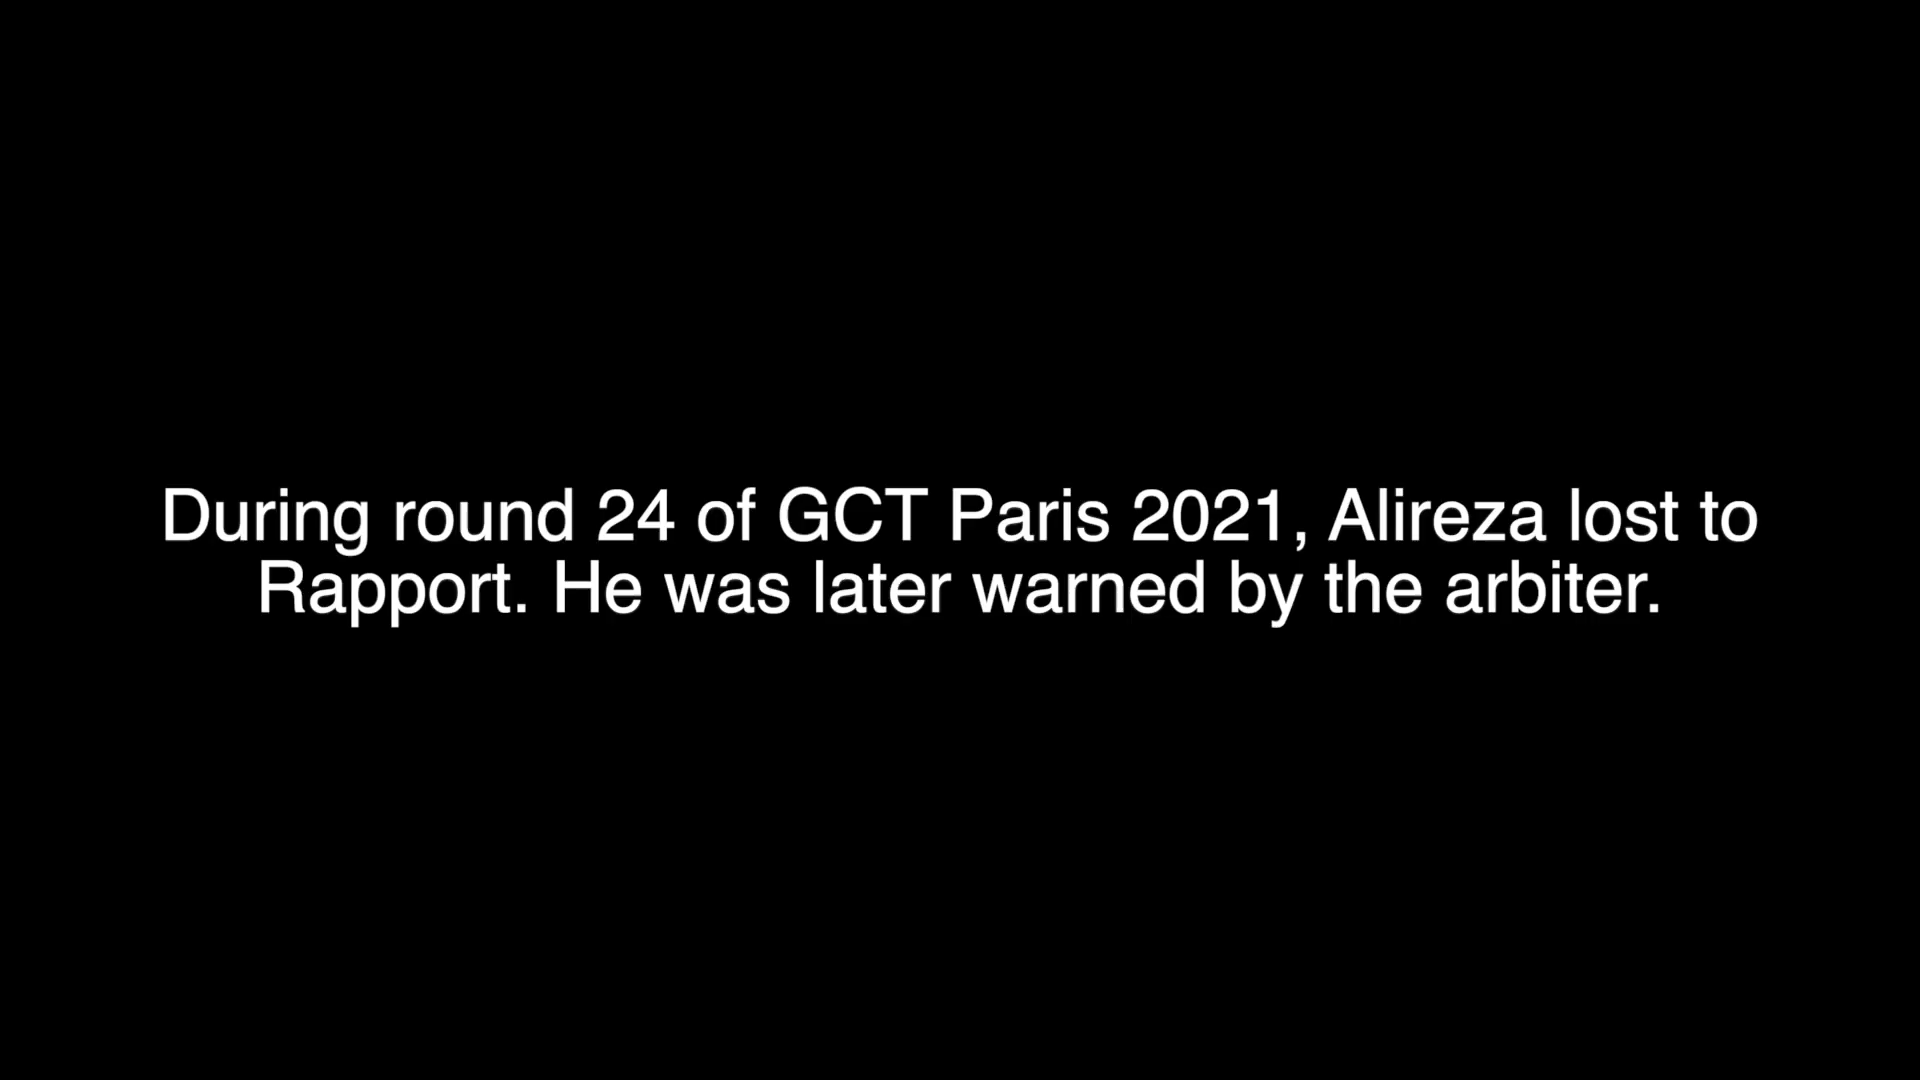 During round 24 of GCT Paris 2021, Alireza lost to
Rapport. He was later warned by the arbiter.